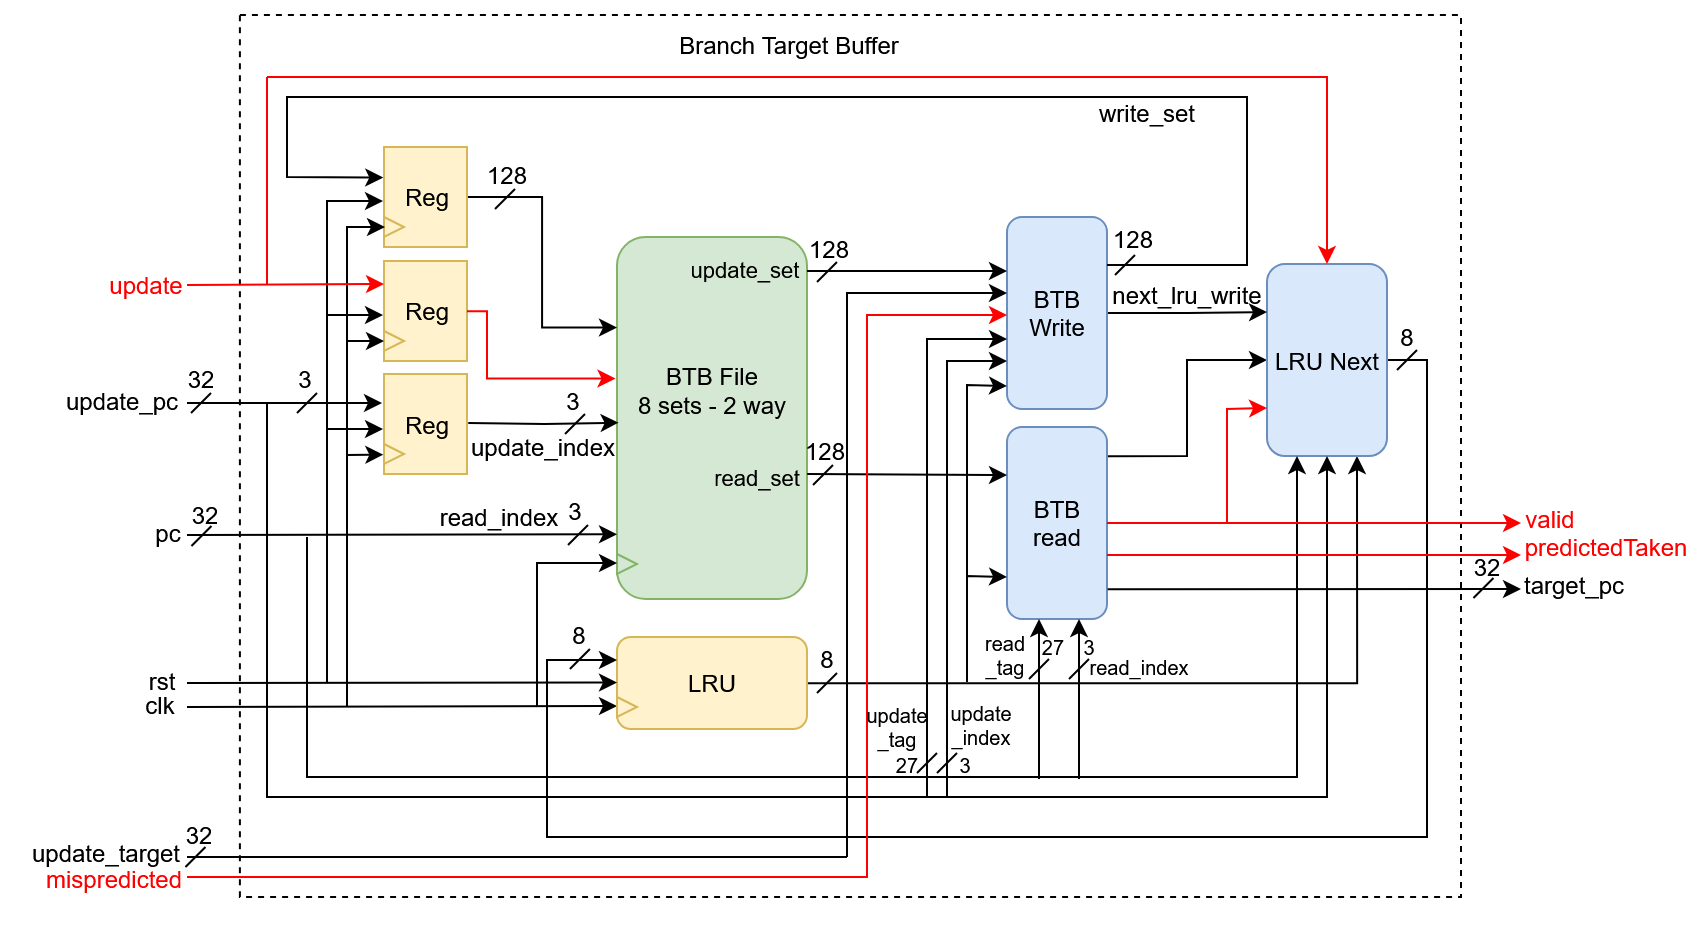 Branch Target Buffer
write_set
Reg
128
128
128
update_set
BTB
Write
next_lru_write
update
Reg
LRU Next
8
32
3
update_pc
Reg
3
update_index
BTB File
8 sets - 2 way
128
read_set
BTB
read
32
pc
read_index
3
valid
predictedTaken
32
target_pc
8
rst
clk
LRU
8
read
_tag
27
3
read_index
update
_tag
27
update
_index
3
32
update_target
mispredicted